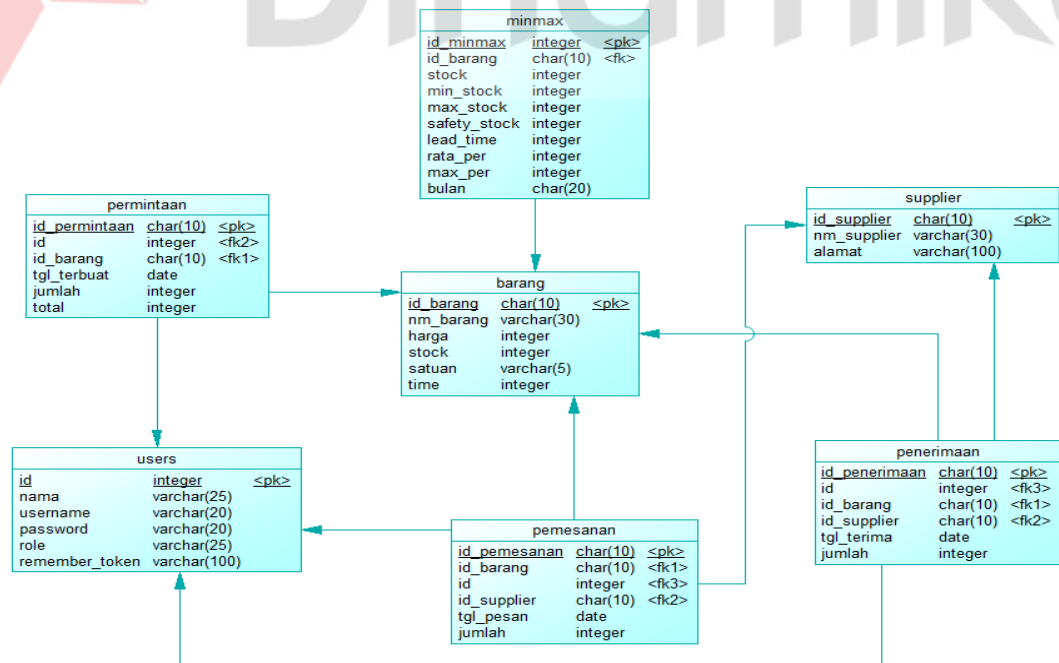 Dinamika
minmax
id_minmax integer <pk>
id_barang char(10) <fk>
stock integer
min_stock integer
max_stock integer
safety_stock integer
lead_time integer
rata_per integer
max_per integer
bulan char(20)
permintaan
id_permintaan char(10) <pk>
id integer <fk2>
id_barang char(10) <fk1>
tgl_terbuat date
jumlah integer
total integer
supplier
id_supplier char(10) <pk>
nm_supplier varchar(30)
alamat varchar(100)
barang
id_barang char(10) <pk>
nm_barang varchar(30)
harga integer
stock integer
satuan varchar(5)
time integer
users
id integer <pk>
nama varchar(25)
username varchar(20)
password varchar(20)
role varchar(25)
remember_token varchar(100)
penerimaan
id_penerimaan char(10) <pk>
id integer <fk3>
id_barang char(10) <fk1>
id_supplier char(10) <fk2>
tgl_terima date
jumlah integer
pemesanan
id_pemesanan char(10) <pk>
id_barang char(10) <fk1>
id integer <fk3>
id_supplier char(10) <fk2>
tgl_pesan date
jumlah integer